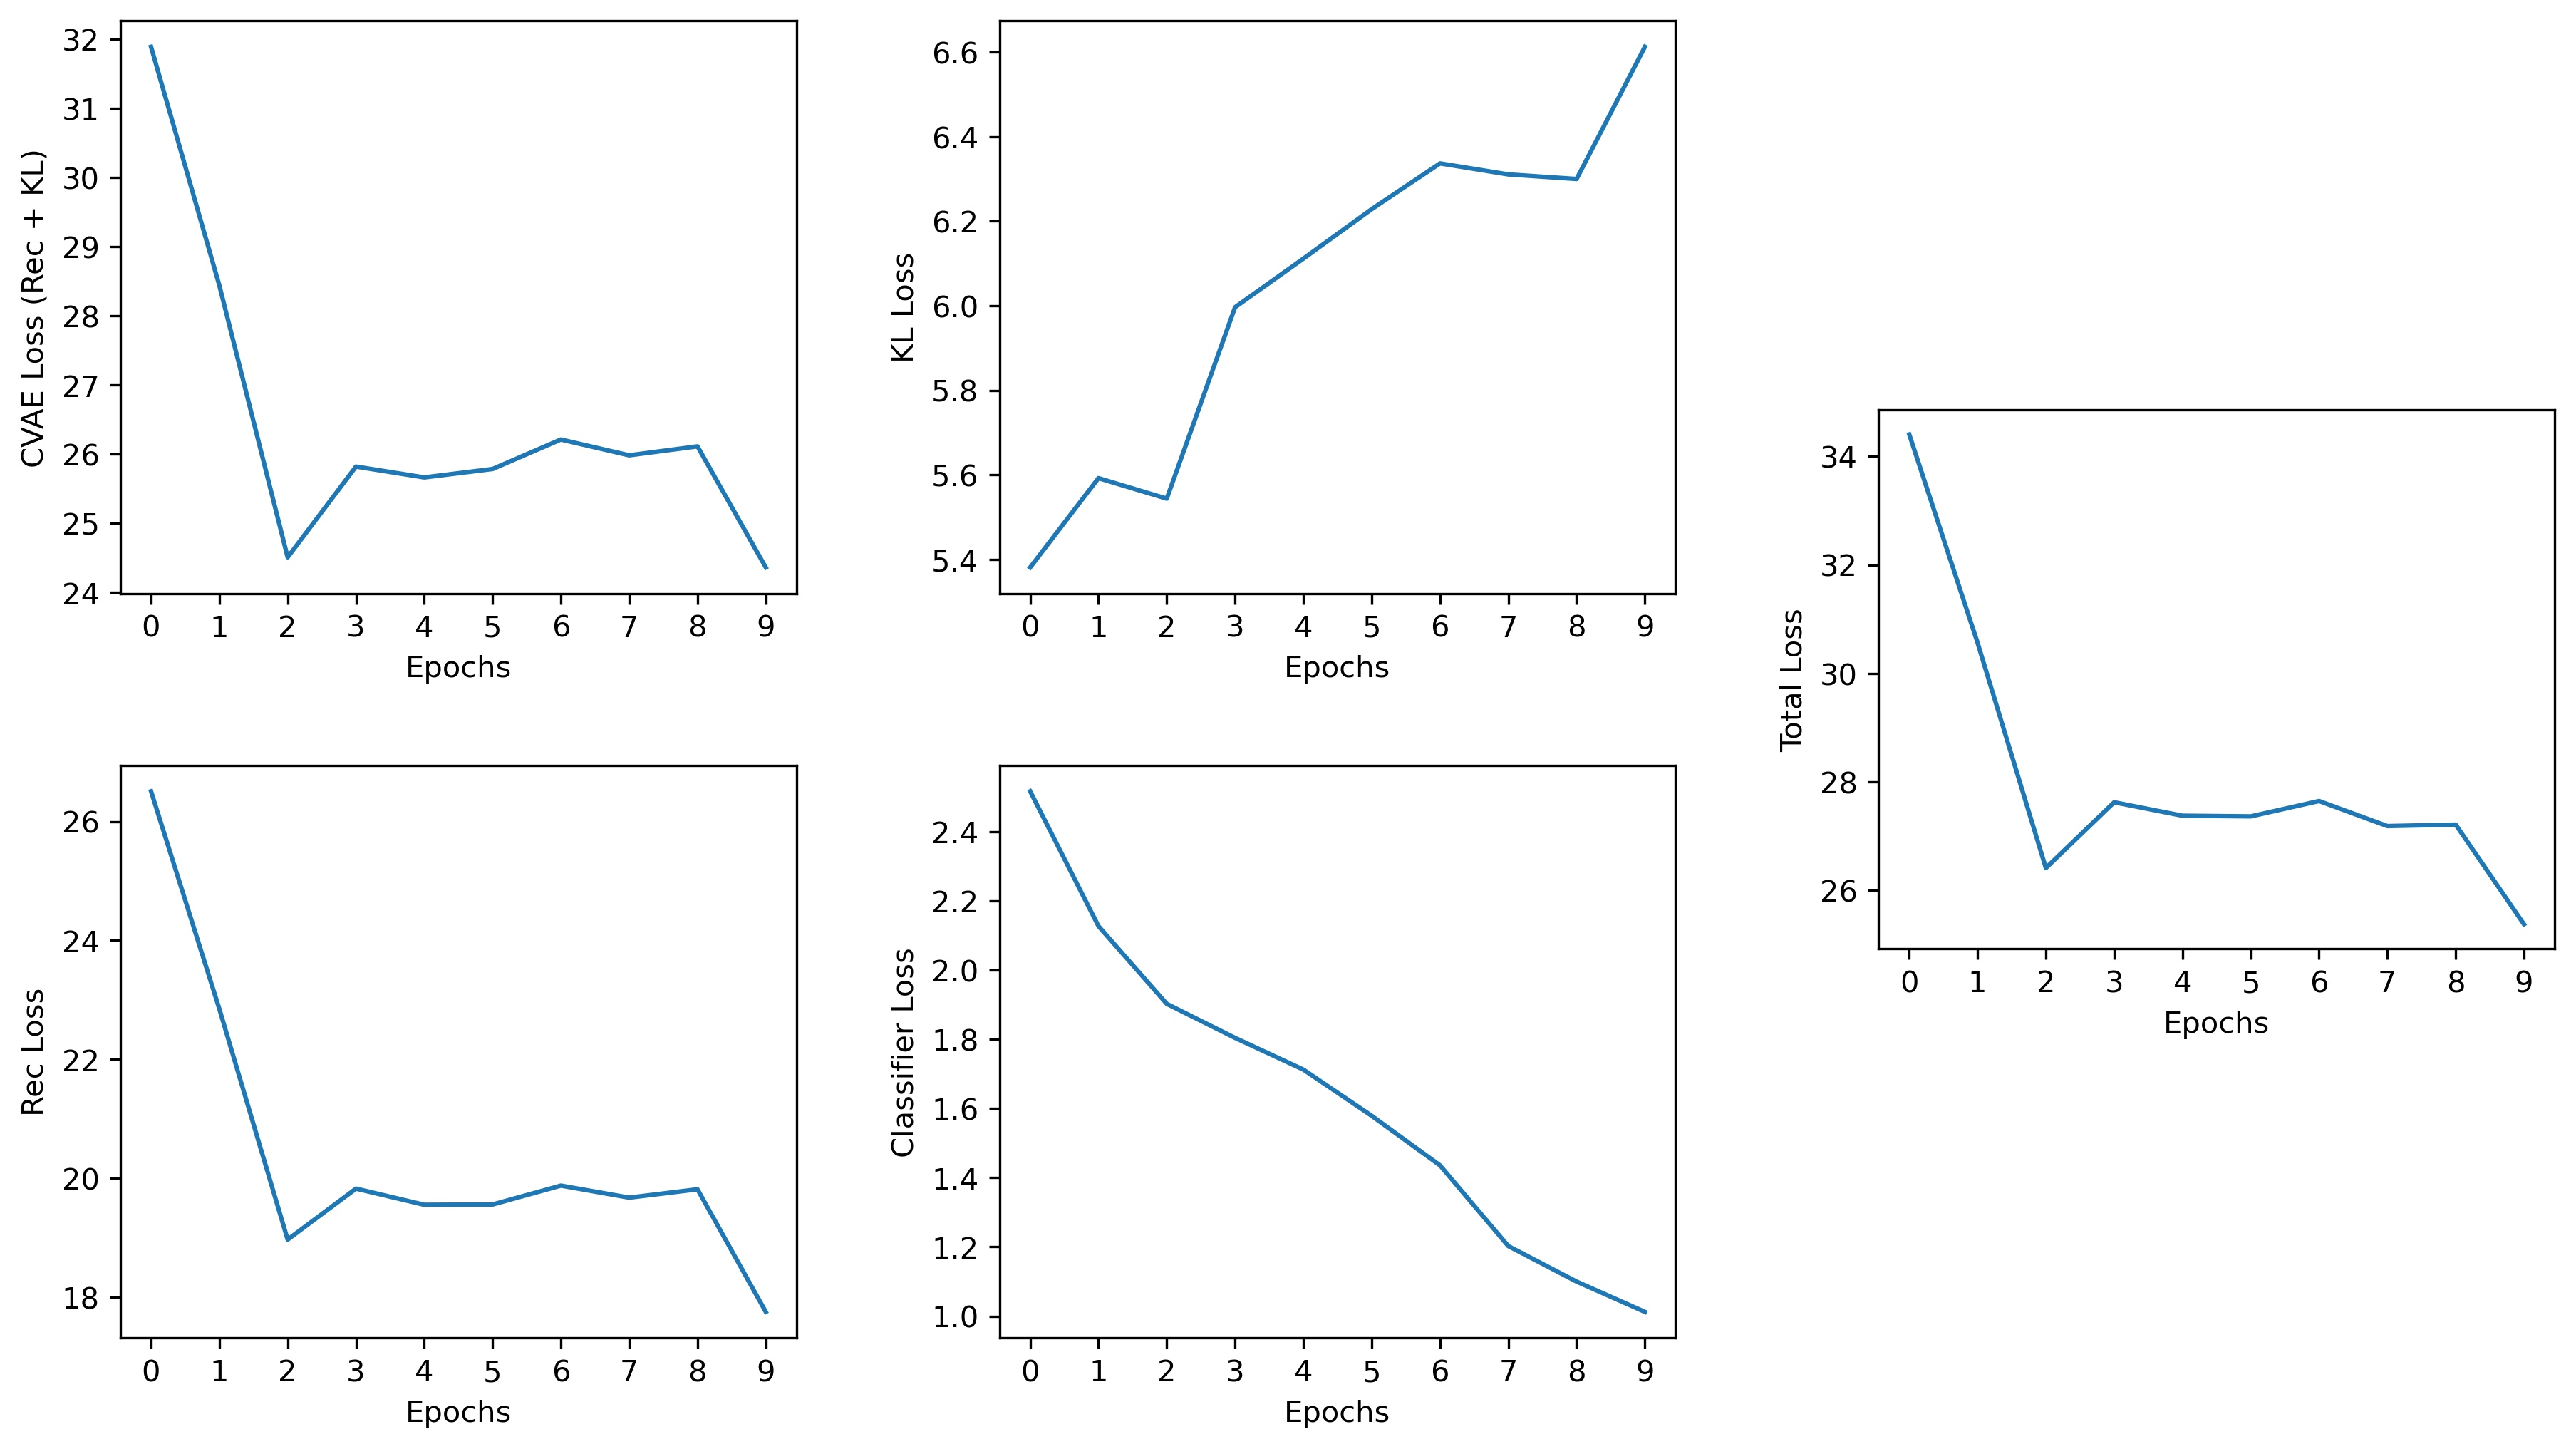 32
31
30
29
28
27
26
25
24
CVAE Loss (Rec + KL)
0 1 2 3 4 5 6 7 8 9
Epochs
6.6
6.4
6.2
6.0
5.8
5.6
5.4
KL Loss
0 1 2 3 4 5 6 7 8 9
Epochs
26
24
22
20
18
Rec Loss
0 1 2 3 4 5 6 7 8 9
Epochs
2.4
2.2
2.0
1.8
1.6
1.4
1.2
1.0
Classifier Loss
0 1 2 3 4 5 6 7 8 9
Epochs
34
32
30
28
26
Total Loss
0 1 2 3 4 5 6 7 8 9
Epochs